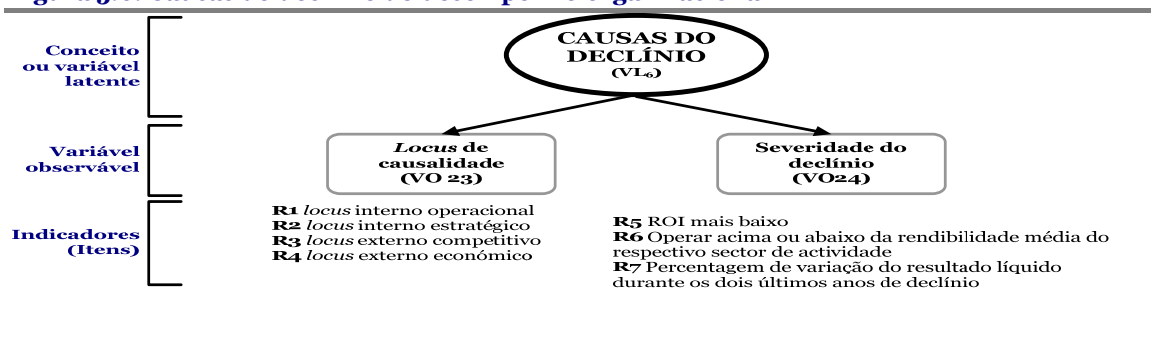 CAUSAS DO
DECLÍNIO
(VL6)
Conceito
ou variável
latente
Variável
observável
Locus de
causalidade
(VO 23)
Severidade do
declínio
(VO24)
Indicadores
(Itens)
R1 locus interno operacional
R2 locus interno estratégico
R3 locus externo competitivo
R4 locus externo económico
R5 ROI mais baixo
R6 Operar acima ou abaixo da rendibilidade média do
respectivo sector de actividade
R7 Percentagem de variação do resultado líquido
durante os dois últimos anos de declínio